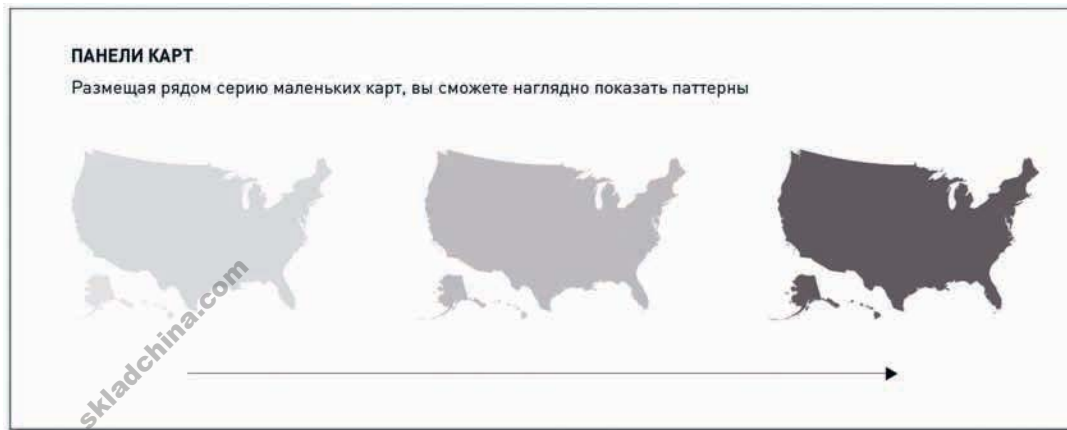 ПАНЕЛИ КАРТ
Размещая рядом серию маленьких карт, вы сможете наглядно показать паттерны
skladchina.com